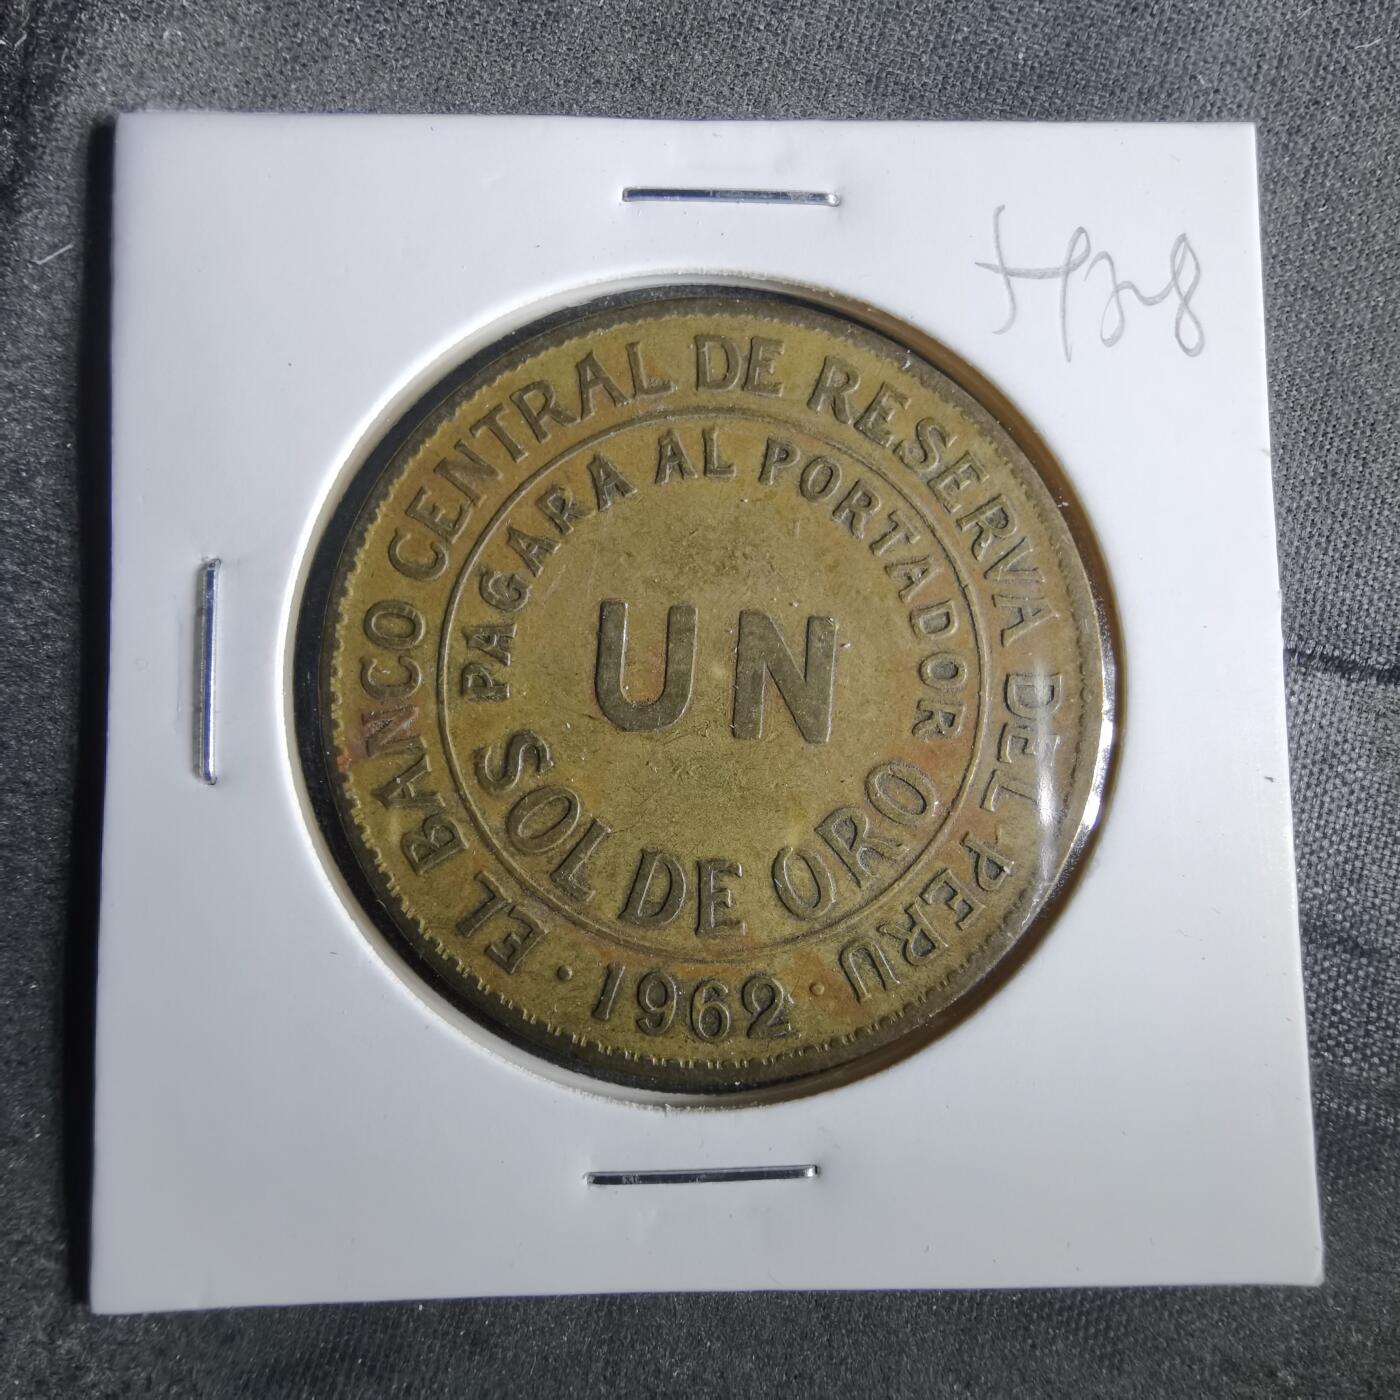 EL BANCO CENTRAL DE RESERVA DEL PERU
PAGARA AL PORTADOR
UN
SOL DE ORO
· 1962 ·